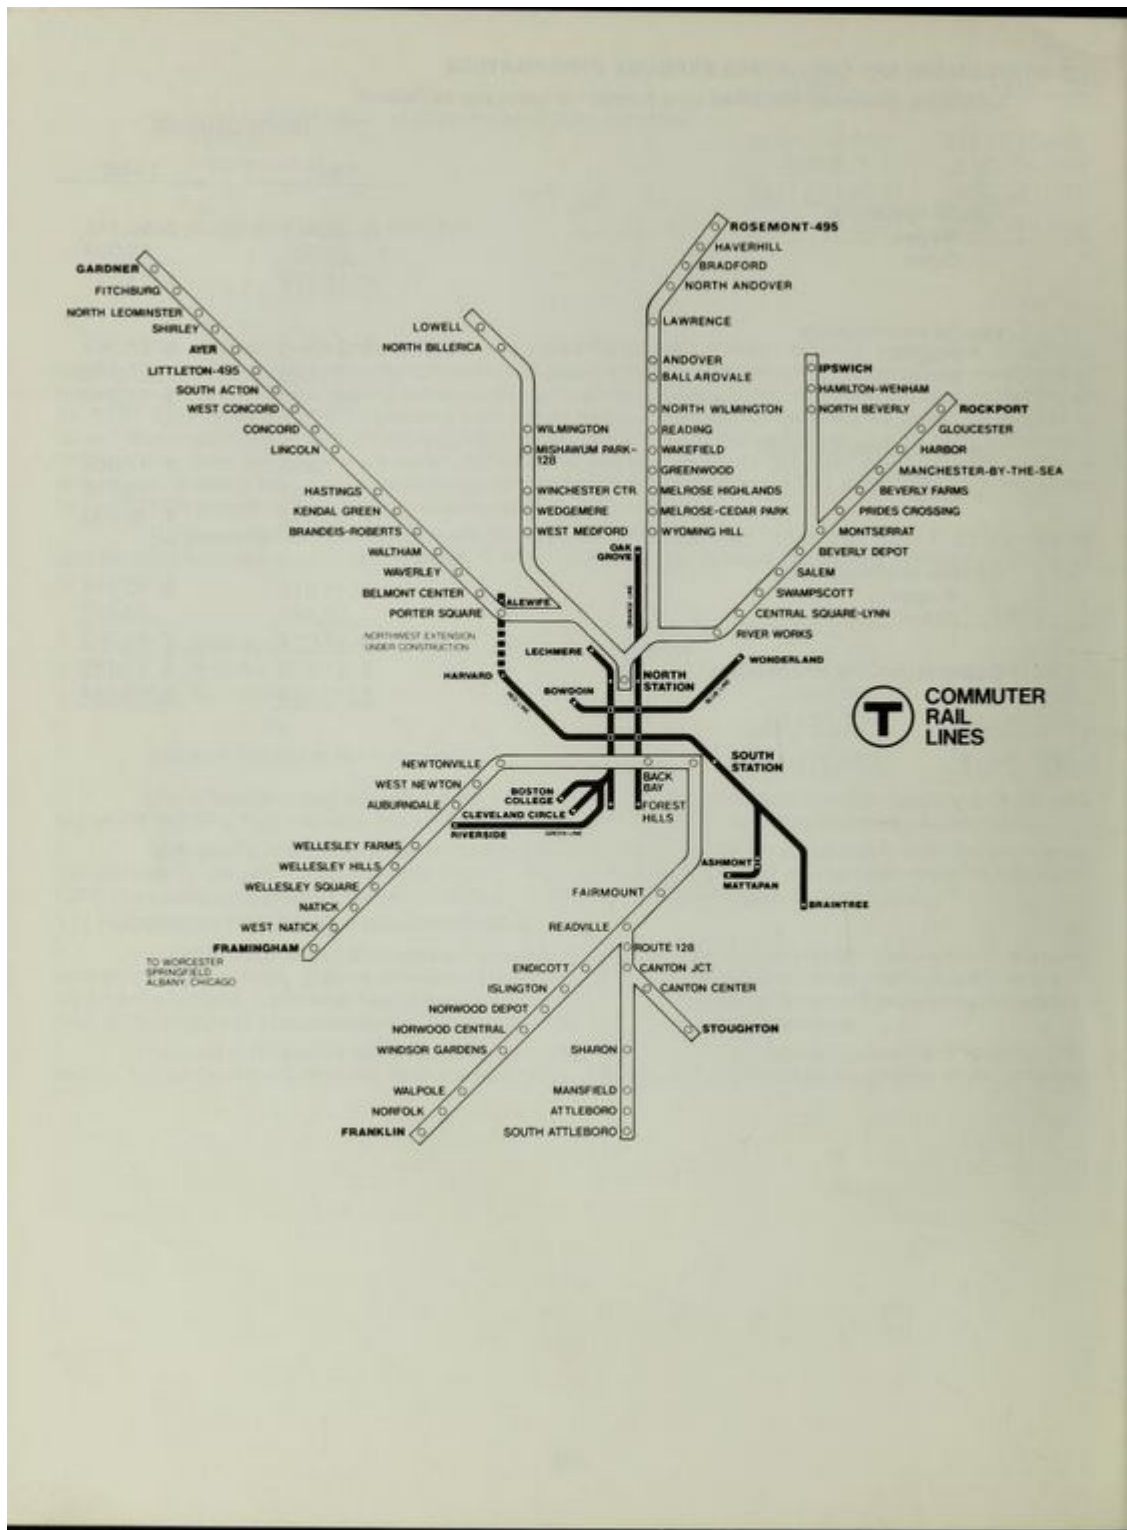 ROSEMONT-495
HAVERHILL
BRADFORD
NORTH ANDOVER
LAWRENCE
ANDOVER
BALLARDVALE
NORTH WILMINGTON
READING
WAKEFIELD
GREENWOOD
MELROSE HIGHLANDS
MELROSE-CEDAR PARK
WYOMING HILL
GARDNER
FITCHBURG
NORTH LEOMINSTER
SHIRLEY
AYER
LITTLETON-495
SOUTH ACTON
WEST CONCORD
CONCORD
LINCOLN
HASTINGS
KENDAL GREEN
BRANDEIS-ROBERTS
WALTHAM
WAVERLEY
BELMONT CENTER
PORTER SQUARE
LOWELL
NORTH BILLERICA
WILMINGTON
MISHAWUM PARK-
128
WINCHESTER CTR.
WEDGEMERE
WEST MEDFORD
IPSWICH
HAMILTON-WENHAM
NORTH BEVERLY
ROCKPORT
GLOUCESTER
HARBOR
MANCHESTER-BY-THE-SEA
BEVERLY FARMS
PRIDES CROSSING
MONTSERRAT
BEVERLY DEPOT
SALEM
SWAMPSCOTT
CENTRAL SQUARE-LYNN
RIVER WORKS
OAK
GROVE
ORANGE LINE
ALEWIFE
NORTHWEST EXTENSION
UNDER CONSTRUCTION
LECHMERE
HARVARD
RED LINE
BOWDOIN
NORTH
STATION
WONDERLAND
BLUE LINE
T
COMMUTER
RAIL
LINES
SOUTH
STATION
NEWTONVILLE
WEST NEWTON
AUBURNDALE
WELLESLEY FARMS
WELLESLEY HILLS
WELLESLEY SQUARE
NATICK
WEST NATICK
FRAMINGHAM
TO WORCESTER
SPRINGFIELD
ALBANY, CHICAGO
BACK
BAY
BOSTON
COLLEGE
CLEVELAND CIRCLE
RIVERSIDE
GREEN LINE
FOREST
HILLS
ASHMONT
MATTAPAN
BRAINTREE
FAIRMOUNT
READVILLE
ROUTE 128
CANTON JCT.
CANTON CENTER
STOUGHTON
ENDICOTT
ISLINGTON
NORWOOD DEPOT
NORWOOD CENTRAL
WINDSOR GARDENS
WALPOLE
NORFOLK
FRANKLIN
SHARON
MANSFIELD
ATTLEBORO
SOUTH ATTLEBORO